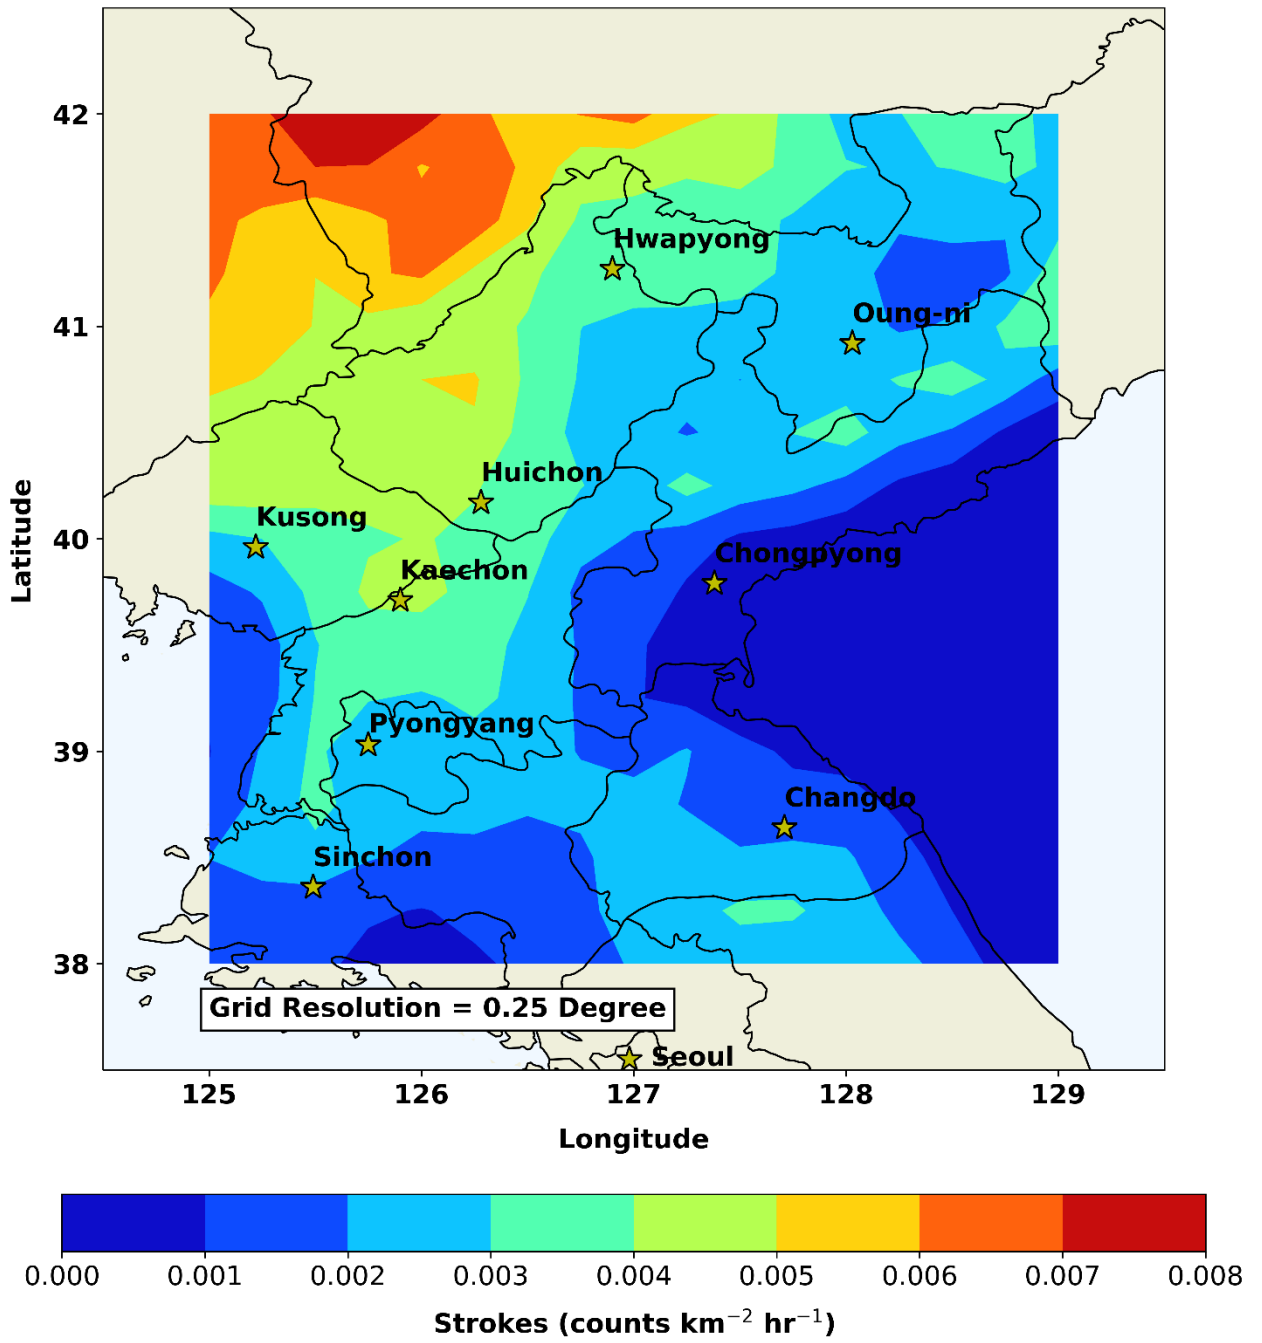 42
Hwapyong
41
Oung-ni
Huichon
Kusong
40
Chongpyong
Kaechon
Latitude
Pyongyang
39
Changdo
Sinchon
38
Grid Resolution = 0.25 Degree
Seoul
125 126 127 128 129
Longitude
0.000 0.001 0.002 0.003 0.004 0.005 0.006 0.007 0.008
Strokes (counts km⁻² hr⁻¹)